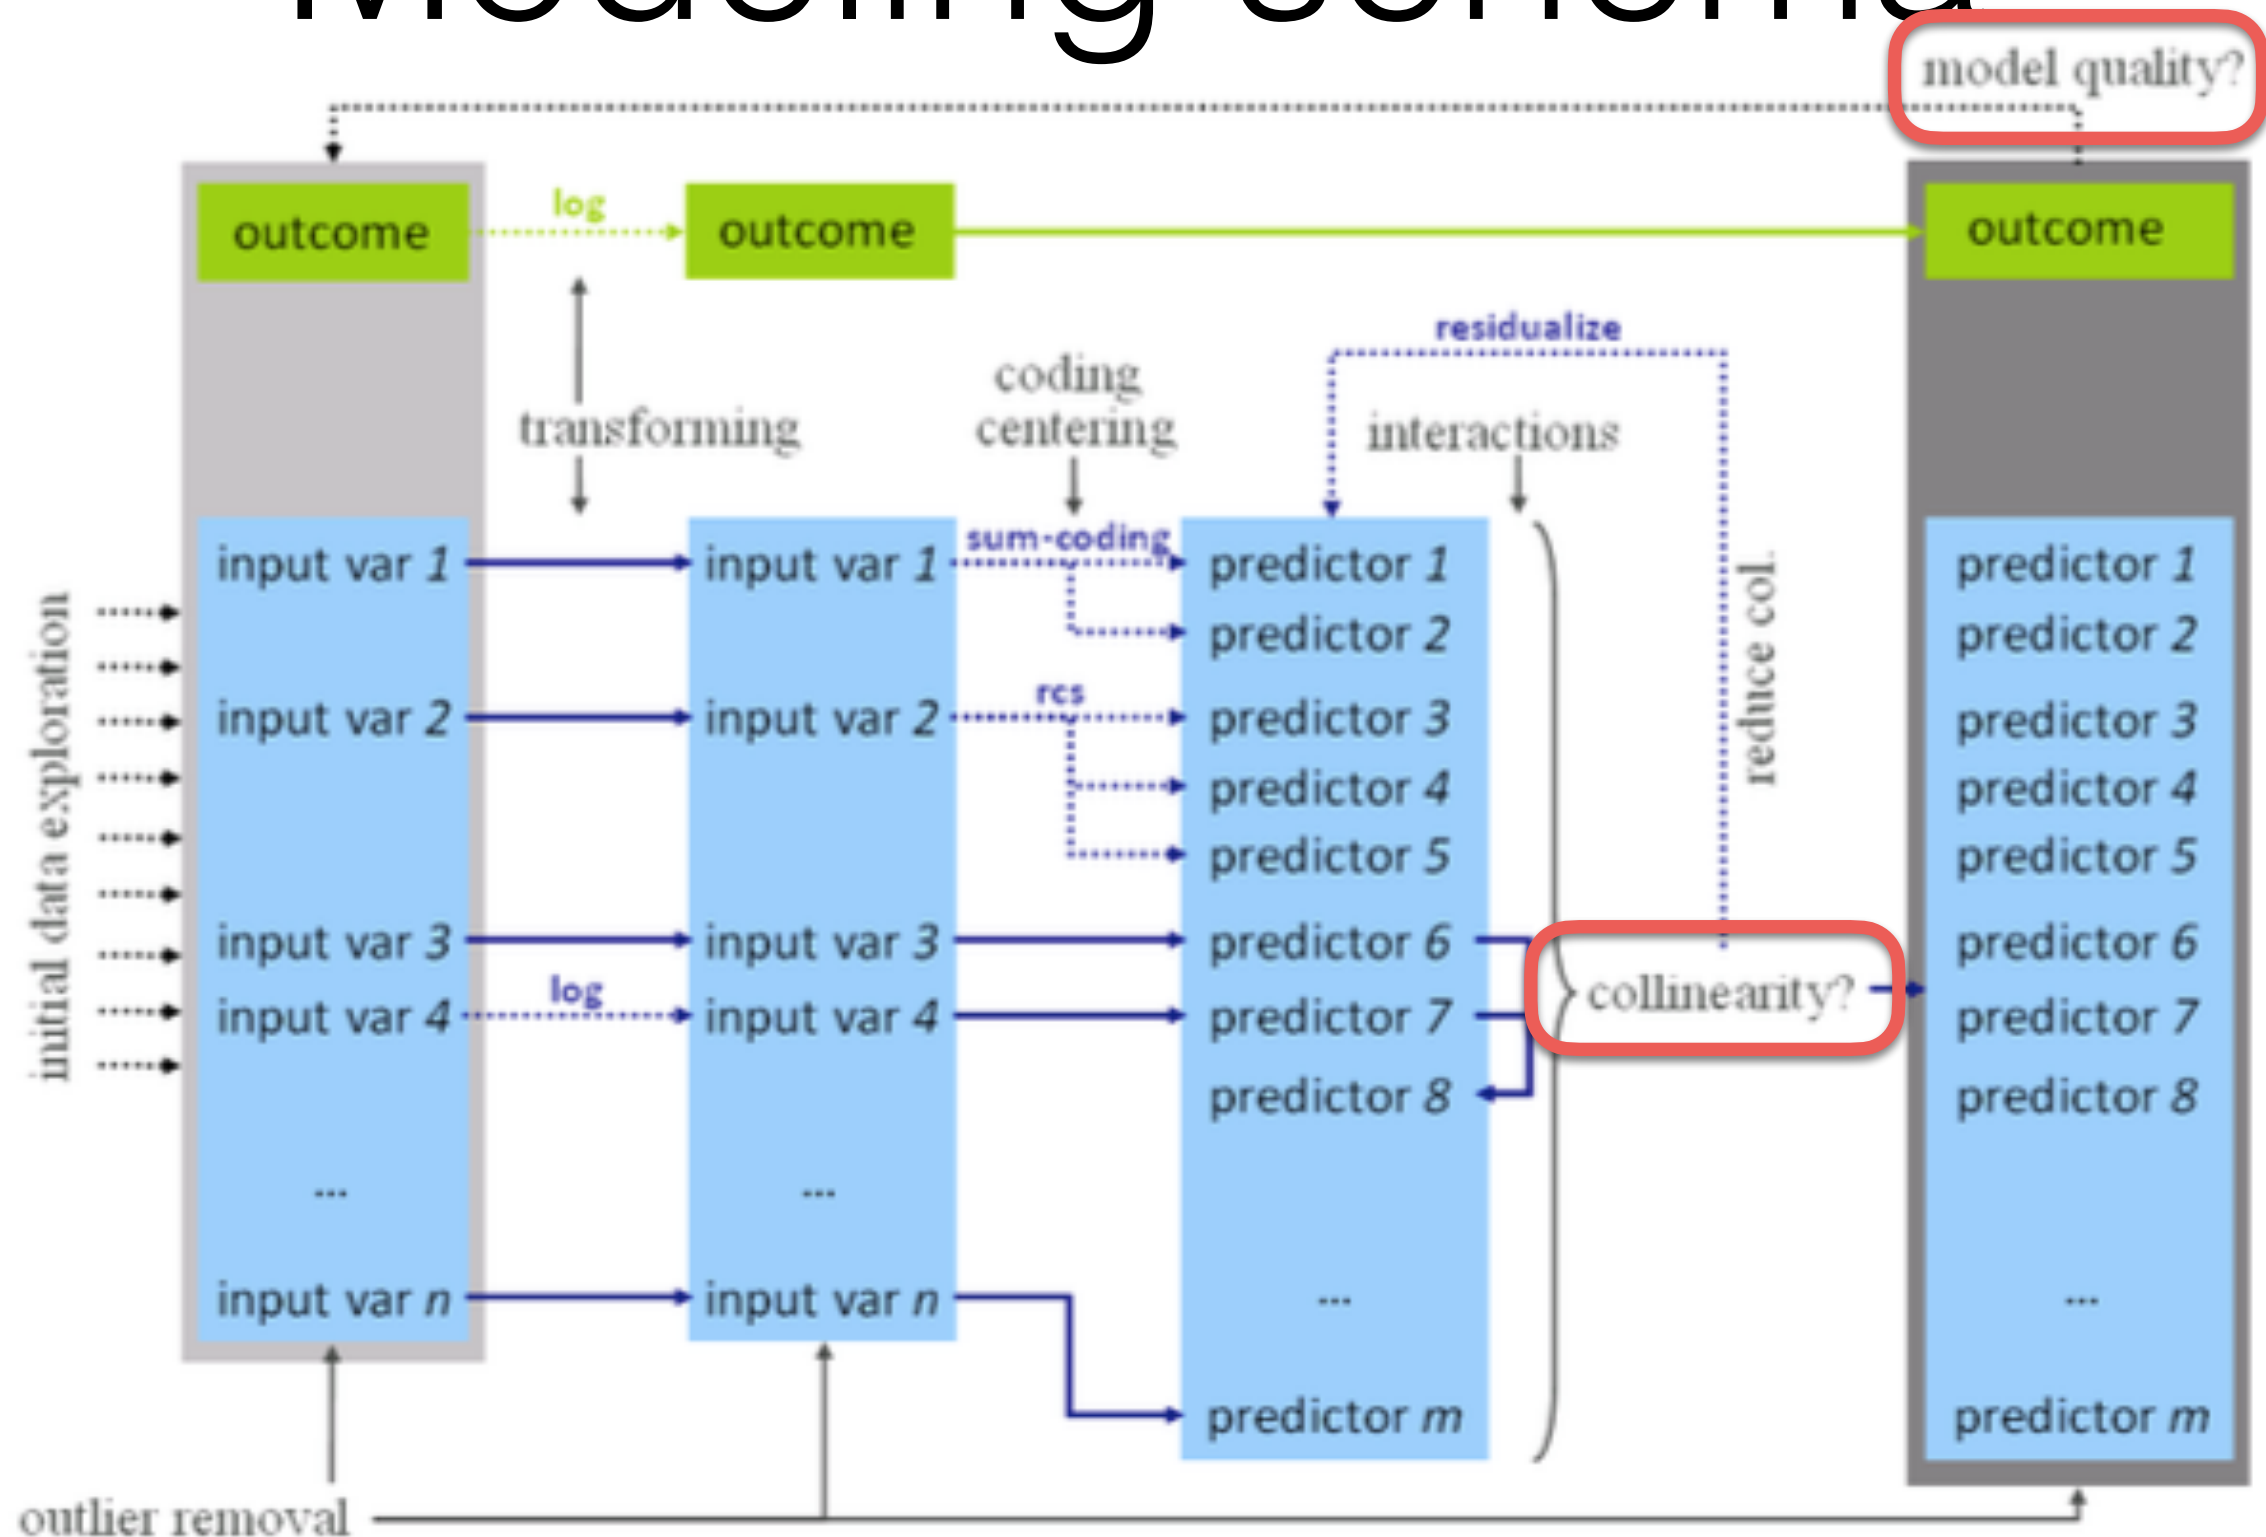 Modeling schema
model quality?
outcome
log
outcome
outcome
residualize
coding
centering
transforming
interactions
input var 1
input var 1
sum-coding
predictor 1
predictor 1
predictor 2
predictor 2
input var 2
input var 2
rcs
predictor 3
predictor 3
predictor 4
predictor 4
predictor 5
predictor 5
reduce col.
initial data exploration
input var 3
input var 3
predictor 6
predictor 6
input var 4
log
input var 4
predictor 7
collinearity?
predictor 7
predictor 8
predictor 8
...
...
input var n
input var n
...
...
predictor m
predictor m
outlier removal